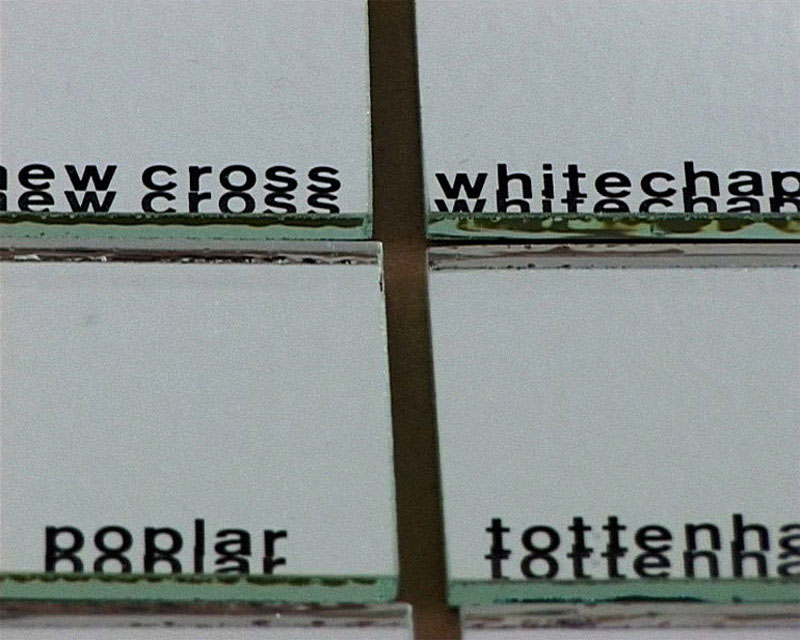 new cross
whitechap
poplar
tottenha